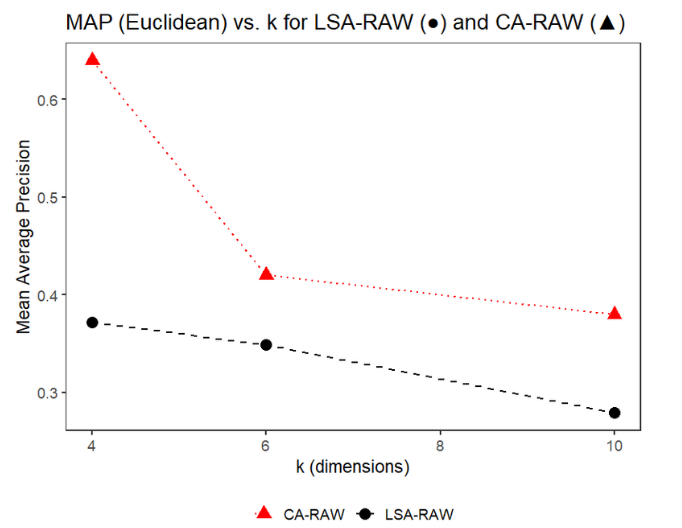 MAP (Euclidean) vs. k for LSA-RAW (●) and CA-RAW (▲)
Mean Average Precision
0.6
0.5
0.4
0.3
4 6 8 10
k (dimensions)
CA-RAW LSA-RAW